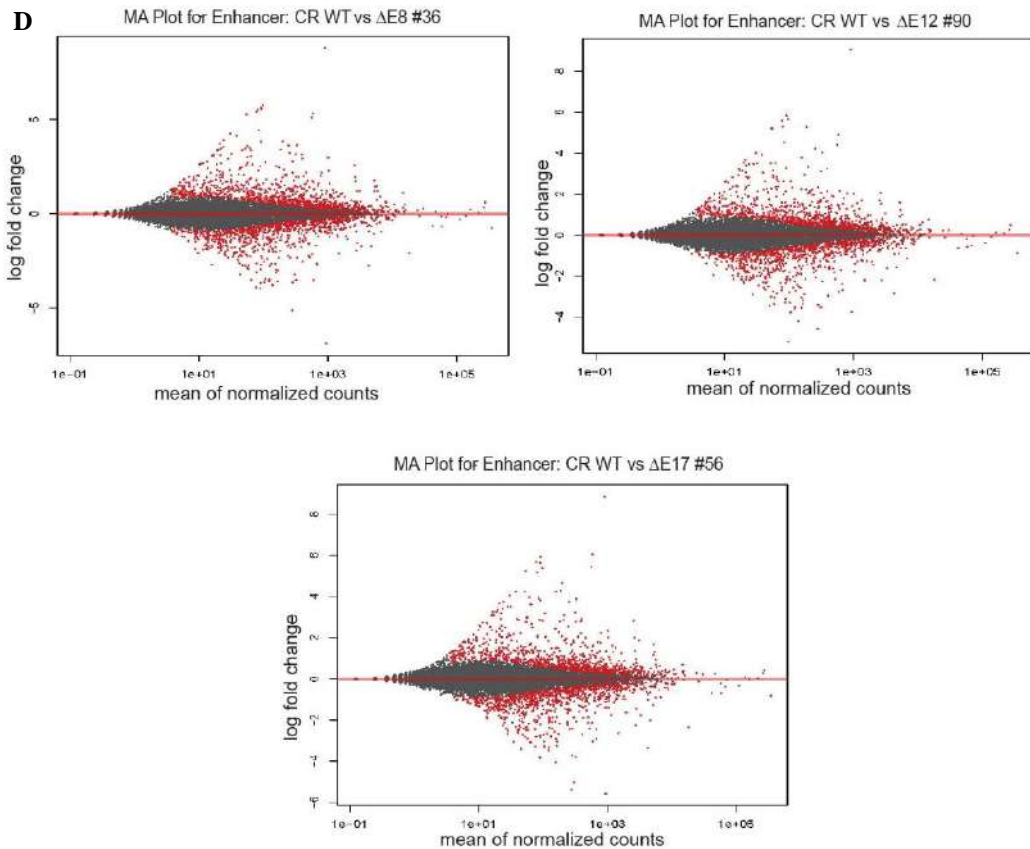 D
MA Plot for Enhancer: CR WT vs ΔE8 #36
log fold change
5
0
-5
1e-01 1e+01 1e+03 1e+05
mean of normalized counts
MA Plot for Enhancer: CR WT vs ΔE12 #90
log fold change
8
6
4
2
0
-2
-4
1e-01 1e+01 1e+03 1e+05
mean of normalized counts
MA Plot for Enhancer: CR WT vs ΔE17 #56
log fold change
8
6
4
2
0
-2
-4
-6
1e-01 1e+01 1e+03 1e+05
mean of normalized counts